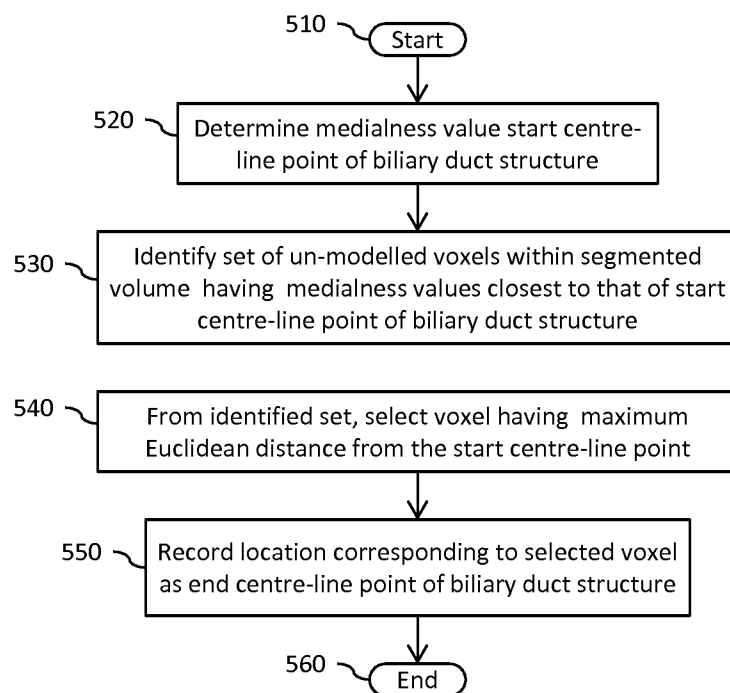 510
Start
520
Determine medialness value start centre-
line point of biliary duct structure
530
Identify set of un-modelled voxels within segmented
volume having medialness values closest to that of start
centre-line point of biliary duct structure
540
From identified set, select voxel having maximum
Euclidean distance from the start centre-line point
550
Record location corresponding to selected voxel
as end centre-line point of biliary duct structure
560
End